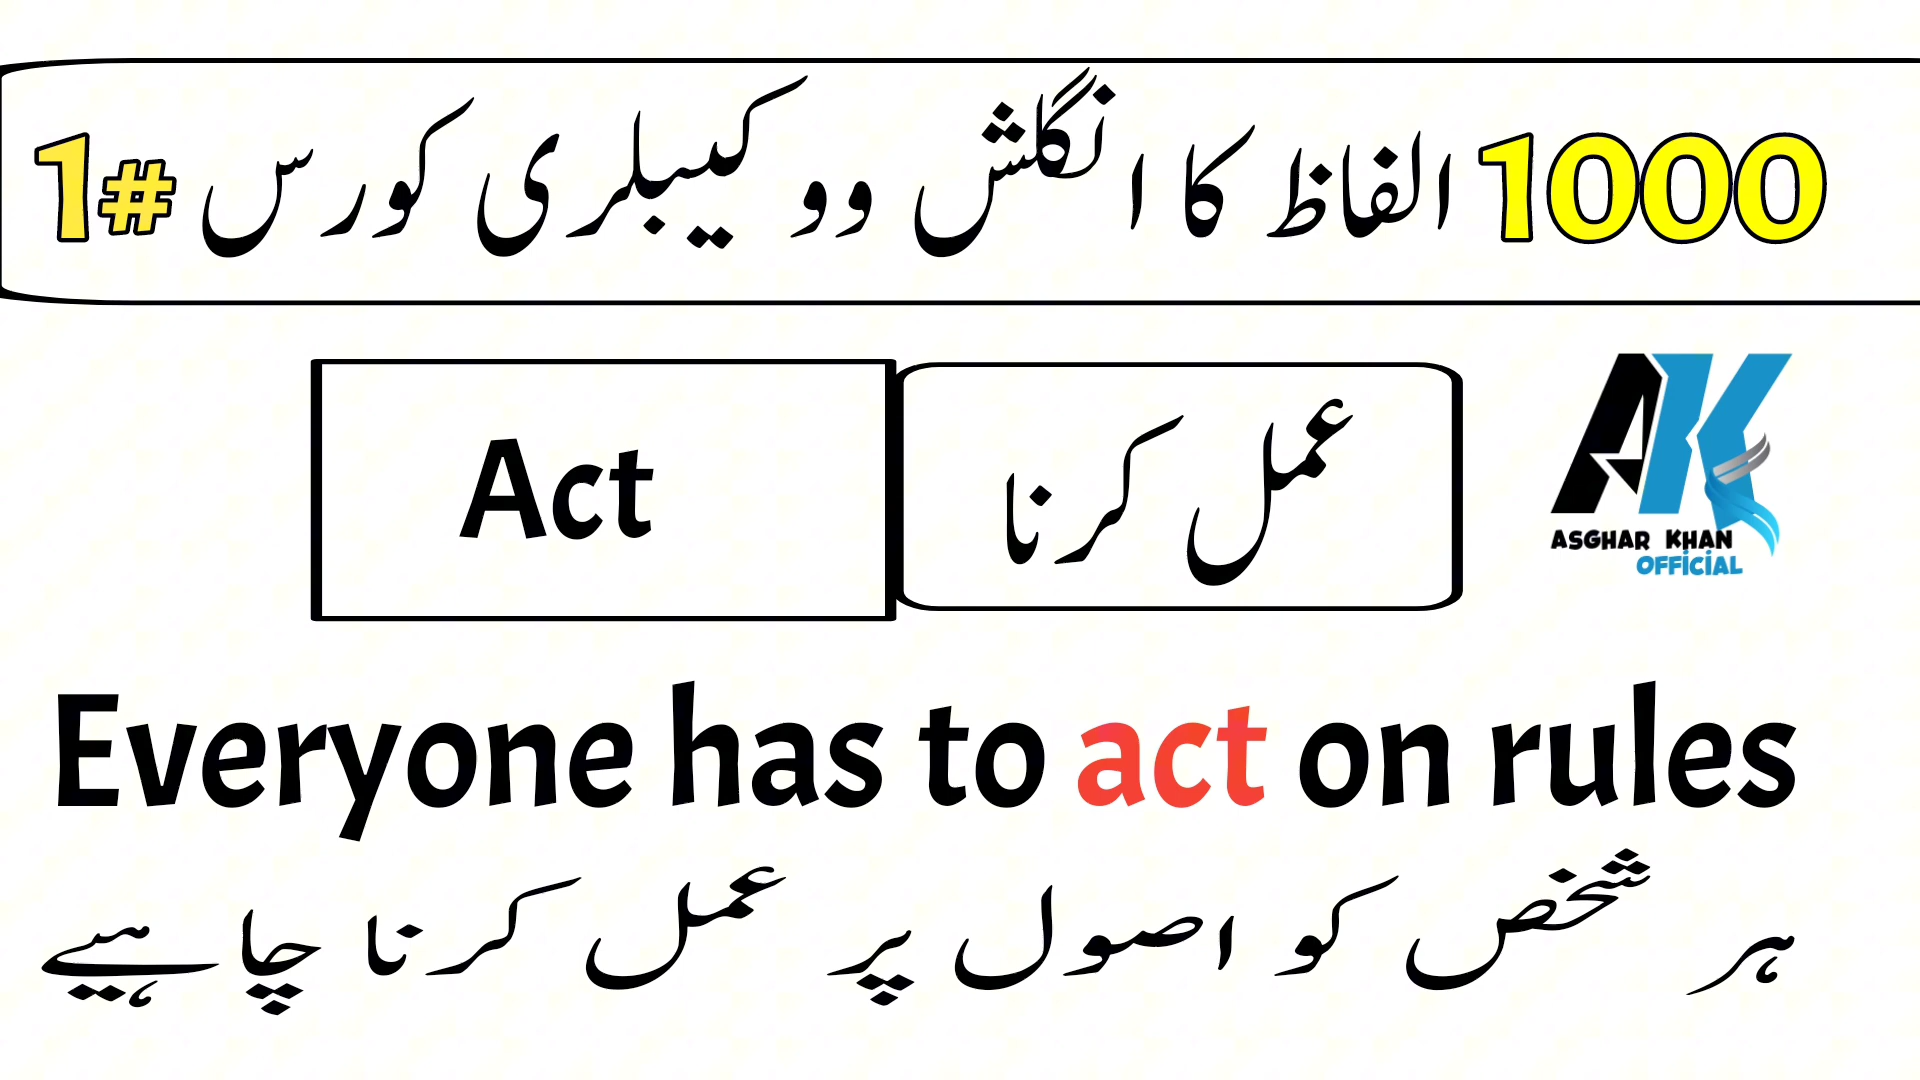 1000 الفاظ کا انگلش ووکیبلری کورس #1
Act
عمل کرنا
ASGHAR KHAN
OFFICIAL
Everyone has to act on rules
ہر شخص کو اصول پر عمل کرنا چاہیے